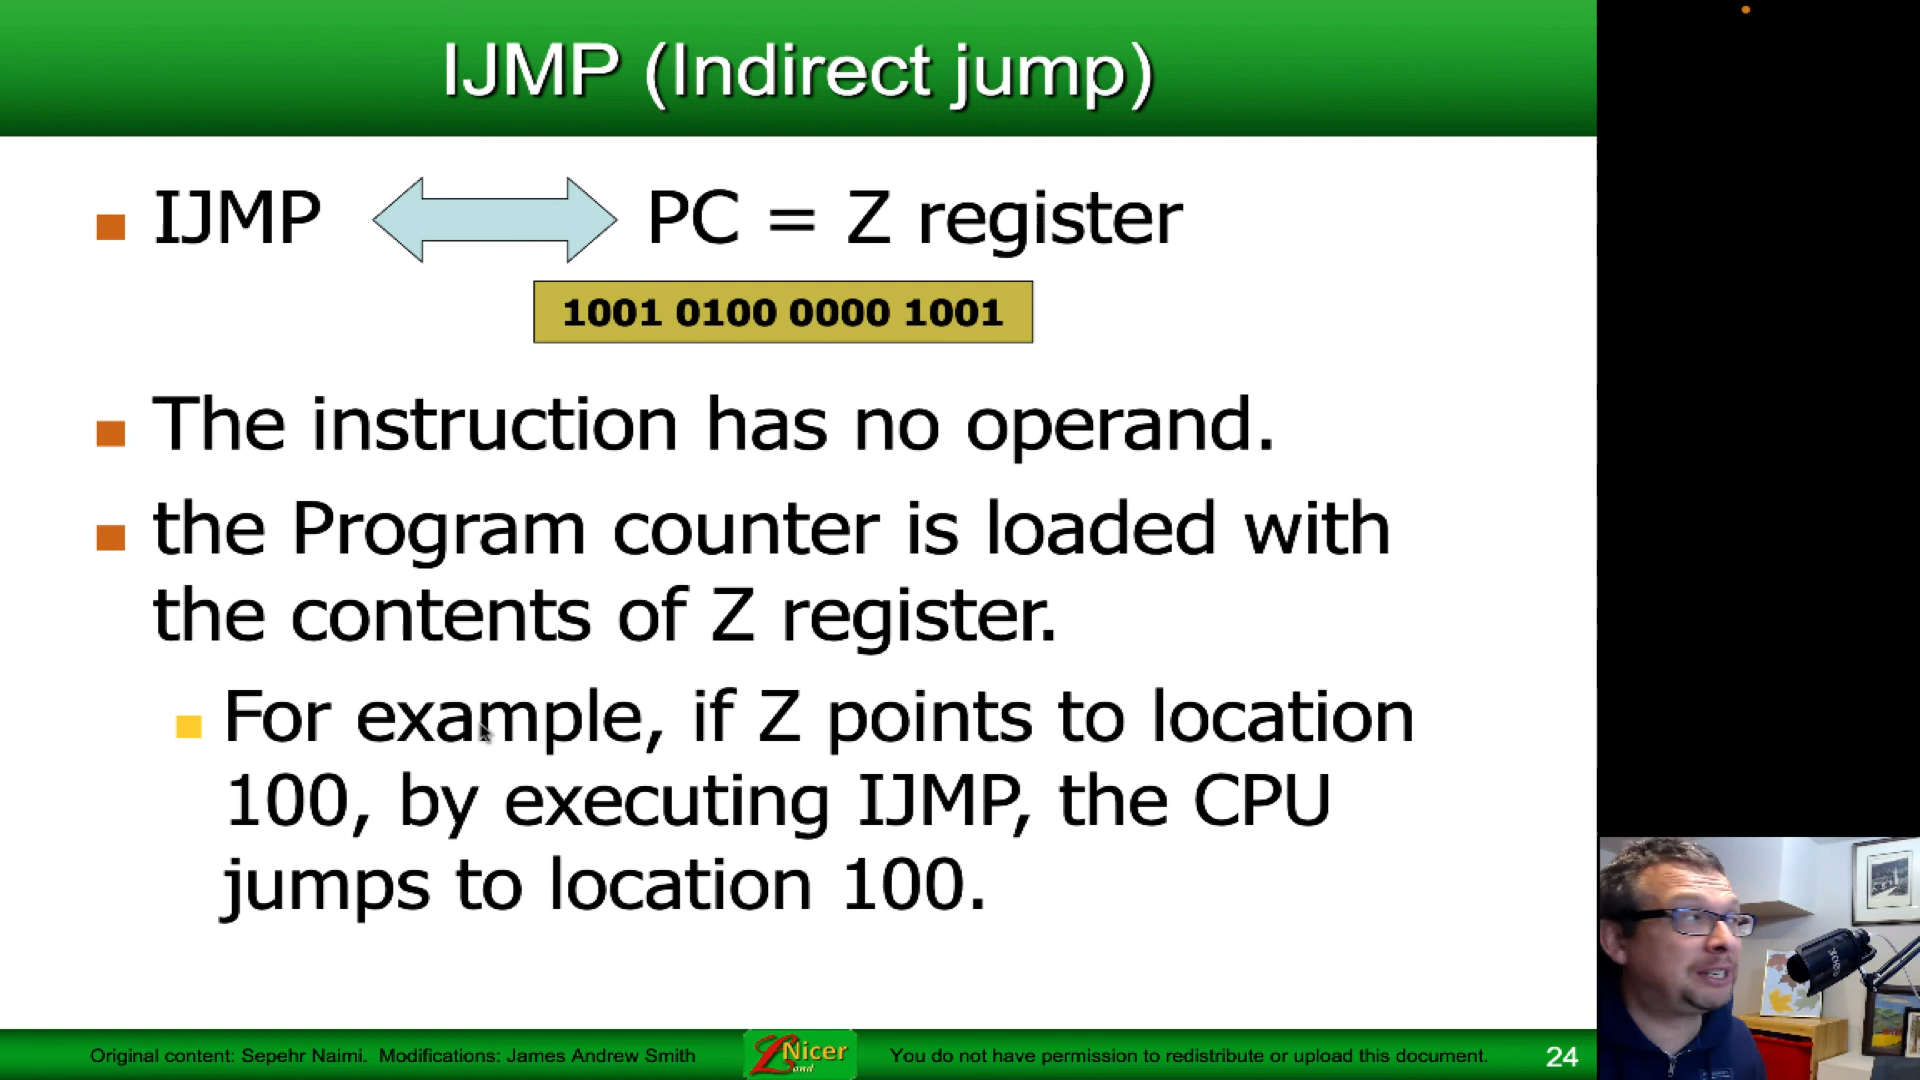 IJMP (Indirect jump)
IJMP PC = Z register
1001 0100 0000 1001
The instruction has no operand.
the Program counter is loaded with
the contents of Z register.
For example, if Z points to location
100, by executing IJMP, the CPU
jumps to location 100.
Original content: Sepehr Naimi. Modifications: James Andrew Smith
Nicer
Land
You do not have permission to redistribute or upload this document.
24